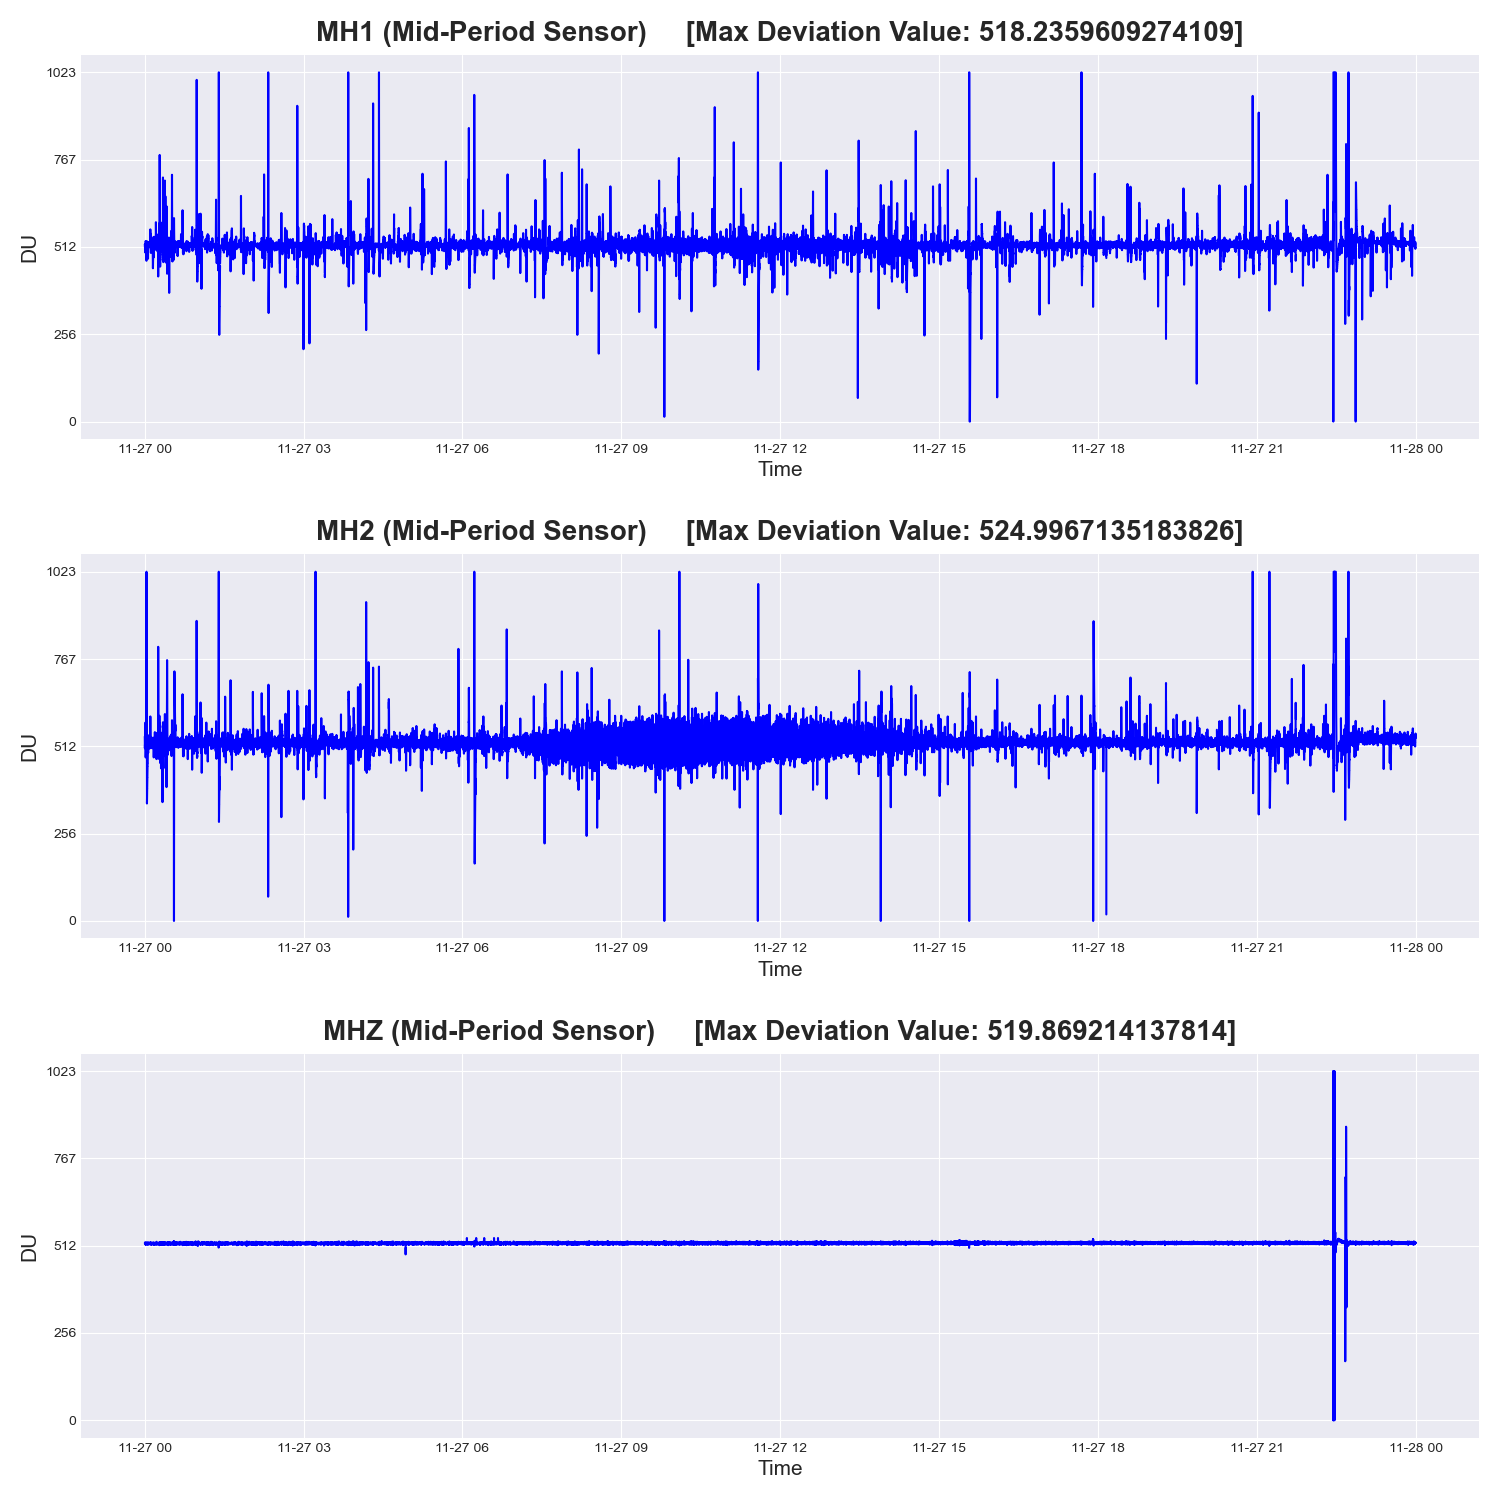 MH1 (Mid-Period Sensor) [Max Deviation Value: 518.2359609274109]
1023
767
512
256
0
DU
11-27 00 11-27 03 11-27 06 11-27 09 11-27 12 11-27 15 11-27 18 11-27 21 11-28 00
Time
MH2 (Mid-Period Sensor) [Max Deviation Value: 524.9967135183826]
1023
767
512
256
0
DU
11-27 00 11-27 03 11-27 06 11-27 09 11-27 12 11-27 15 11-27 18 11-27 21 11-28 00
Time
MHZ (Mid-Period Sensor) [Max Deviation Value: 519.869214137814]
1023
767
512
256
0
DU
11-27 00 11-27 03 11-27 06 11-27 09 11-27 12 11-27 15 11-27 18 11-27 21 11-28 00
Time